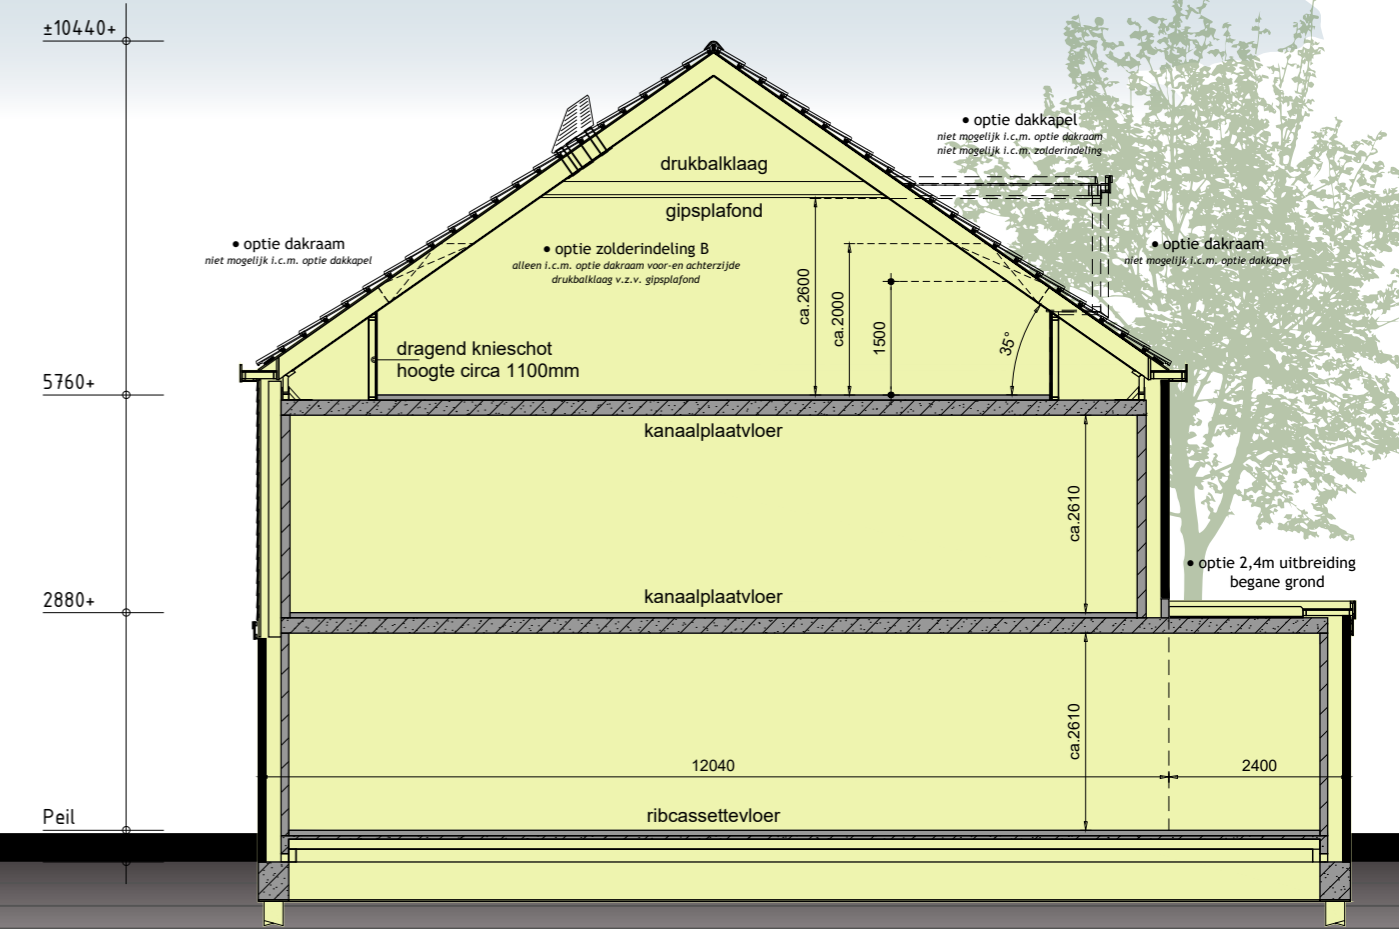 ±10440+
• optie dakkapel
niet mogelijk i.c.m. optie dakraam
niet mogelijk i.c.m. zolderindeling
drukbalklaag
gipsplafond
• optie dakraam
niet mogelijk i.c.m. optie dakkapel
• optie zolderindeling B
alleen i.c.m. optie dakraam voor-en achterzijde
drukbalklaag v.z.v. gipsplafond
• optie dakraam
niet mogelijk i.c.m. optie dakkapel
ca.2600
ca.2000
1500
35°
dragend knieschot
hoogte circa 1100mm
5760+
kanaalplaatvloer
ca.2610
• optie 2,4m uitbreiding
begane grond
2880+
kanaalplaatvloer
ca.2610
12040
2400
Peil
ribcassettevloer